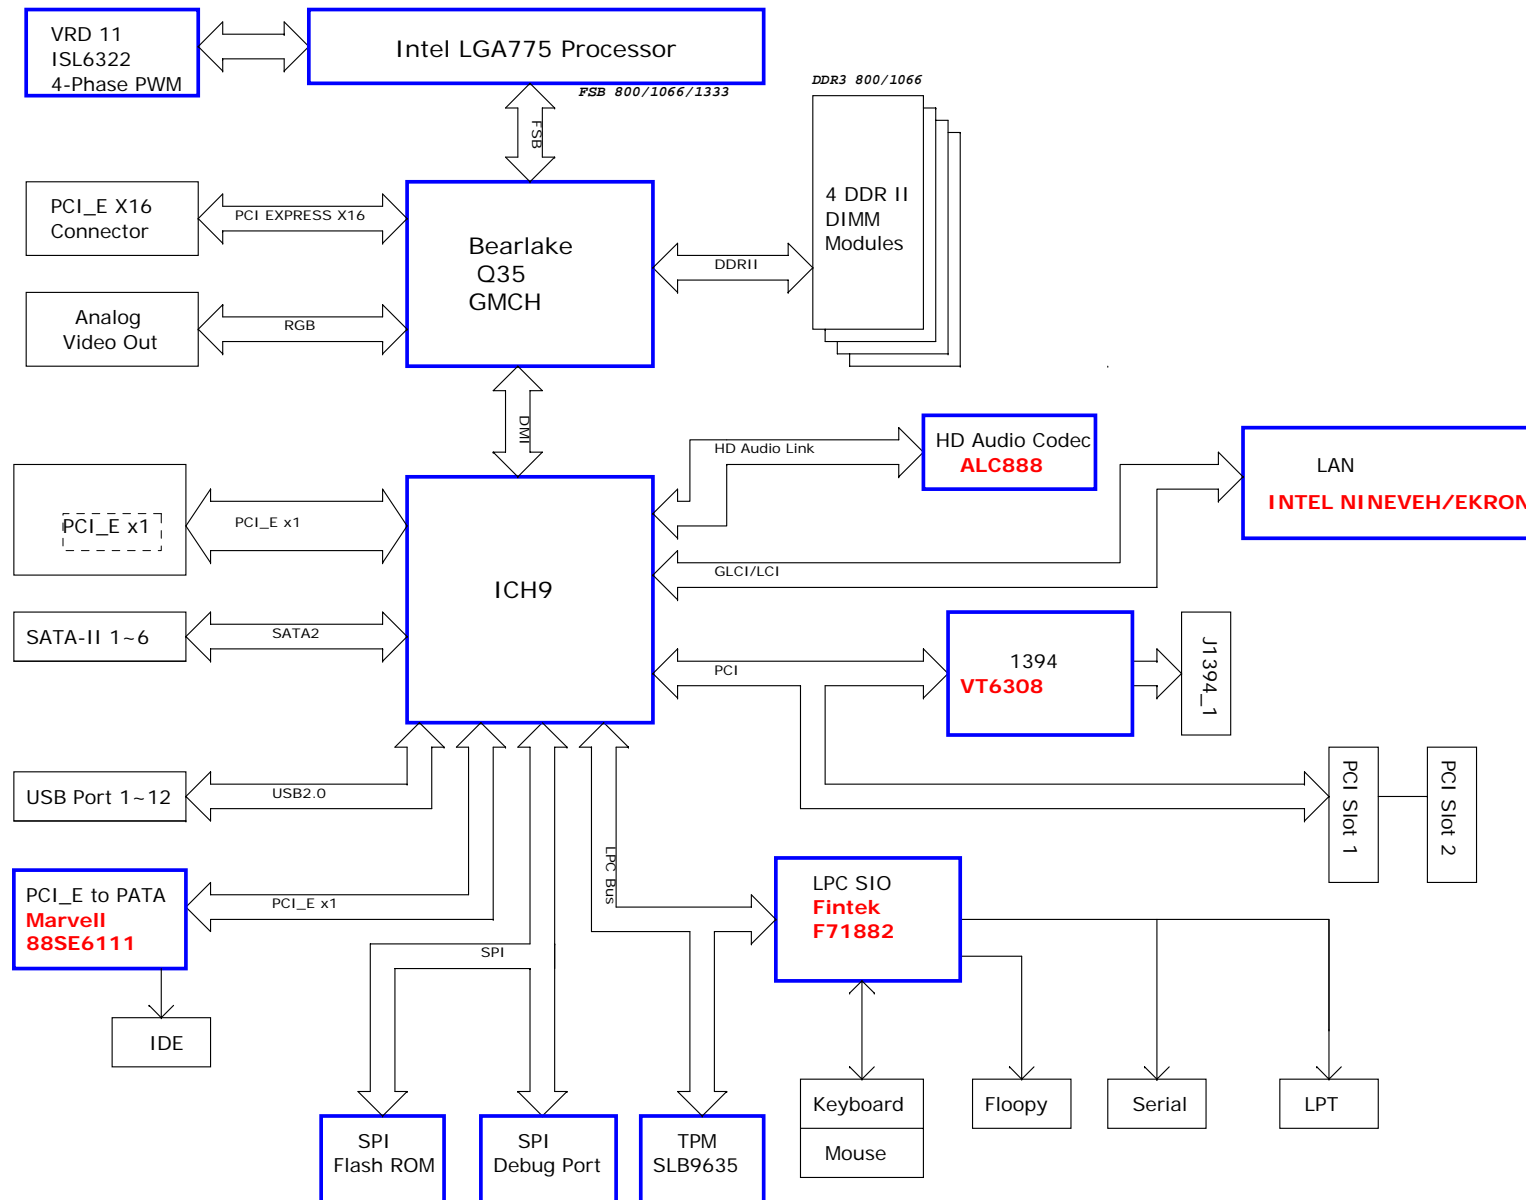 VRD 11
ISL6322
4-Phase PWM
Intel LGA775 Processor
FSB 800/1066/1333
FSB
DDR3 800/1066
4 DDR II
DIMM
Modules
PCI_E X16
Connector
PCI EXPRESS X16
Bearlake
Q35
GMCH
DDRII
Analog
Video Out
RGB
DMI
HD Audio Link
HD Audio Codec
ALC888
LAN
INTEL NINEVEH/EKRON
PCI_E x1
PCI_E x1
ICH9
GLCI/LCI
SATA-II 1~6
SATA2
PCI
1394
VT6308
J1394_1
USB Port 1~12
USB2.0
PCI Slot 1
PCI Slot 2
LPC Bus
PCI_E to PATA
Marvell
88SE6111
PCI_E x1
LPC SIO
Fintek
F71882
SPI
IDE
Keyboard
Mouse
Floopy
Serial
LPT
SPI
Flash ROM
SPI
Debug Port
TPM
SLB9635